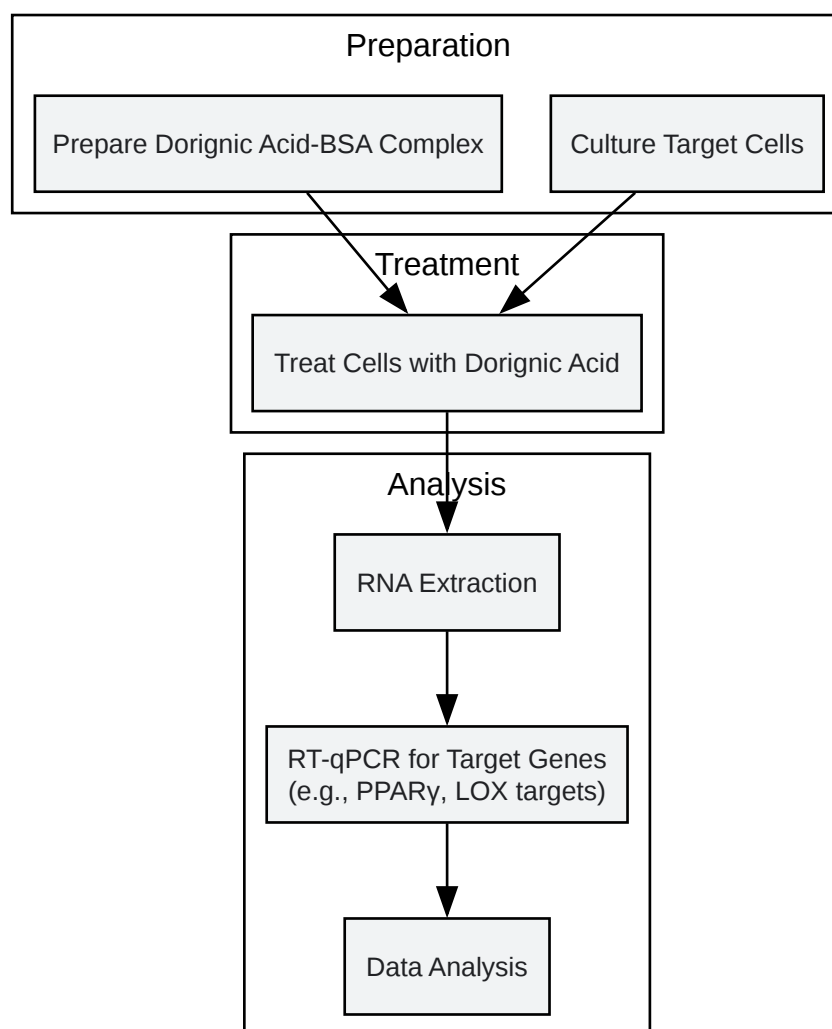 Preparation
Prepare Dorignic Acid-BSA Complex
Culture Target Cells
Treatment
Treat Cells with Dorignic Acid
Analysis
RNA Extraction
RT-qPCR for Target Genes
(e.g., PPARγ, LOX targets)
Data Analysis